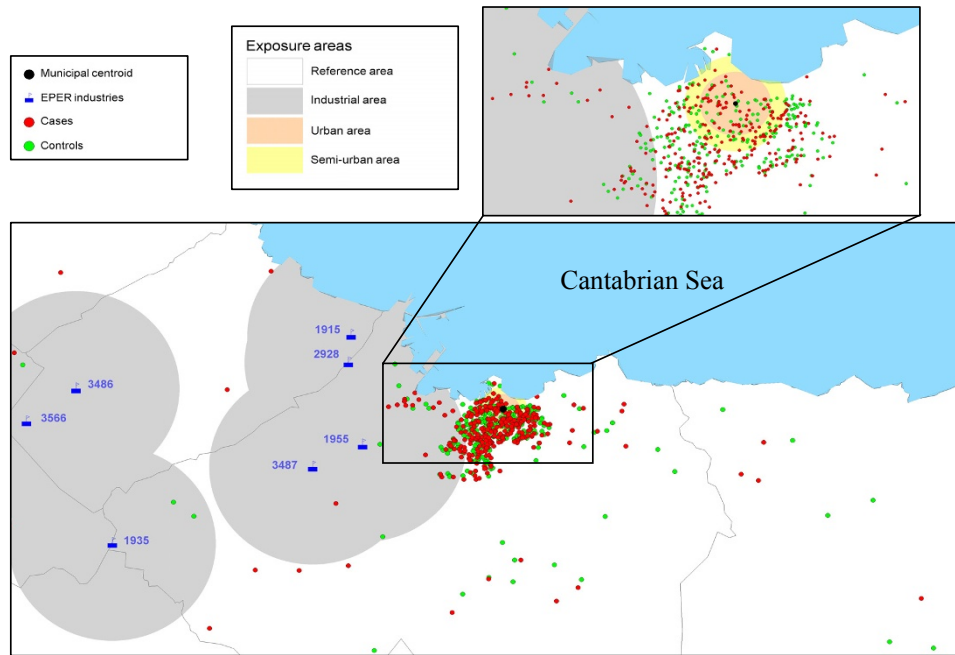 Municipal centroid
EPER industries
Cases
Controls
Exposure areas
Reference area
Industrial area
Urban area
Semi-urban area
Cantabrian Sea
1915
2928
3486
3566
1955
3487
1935